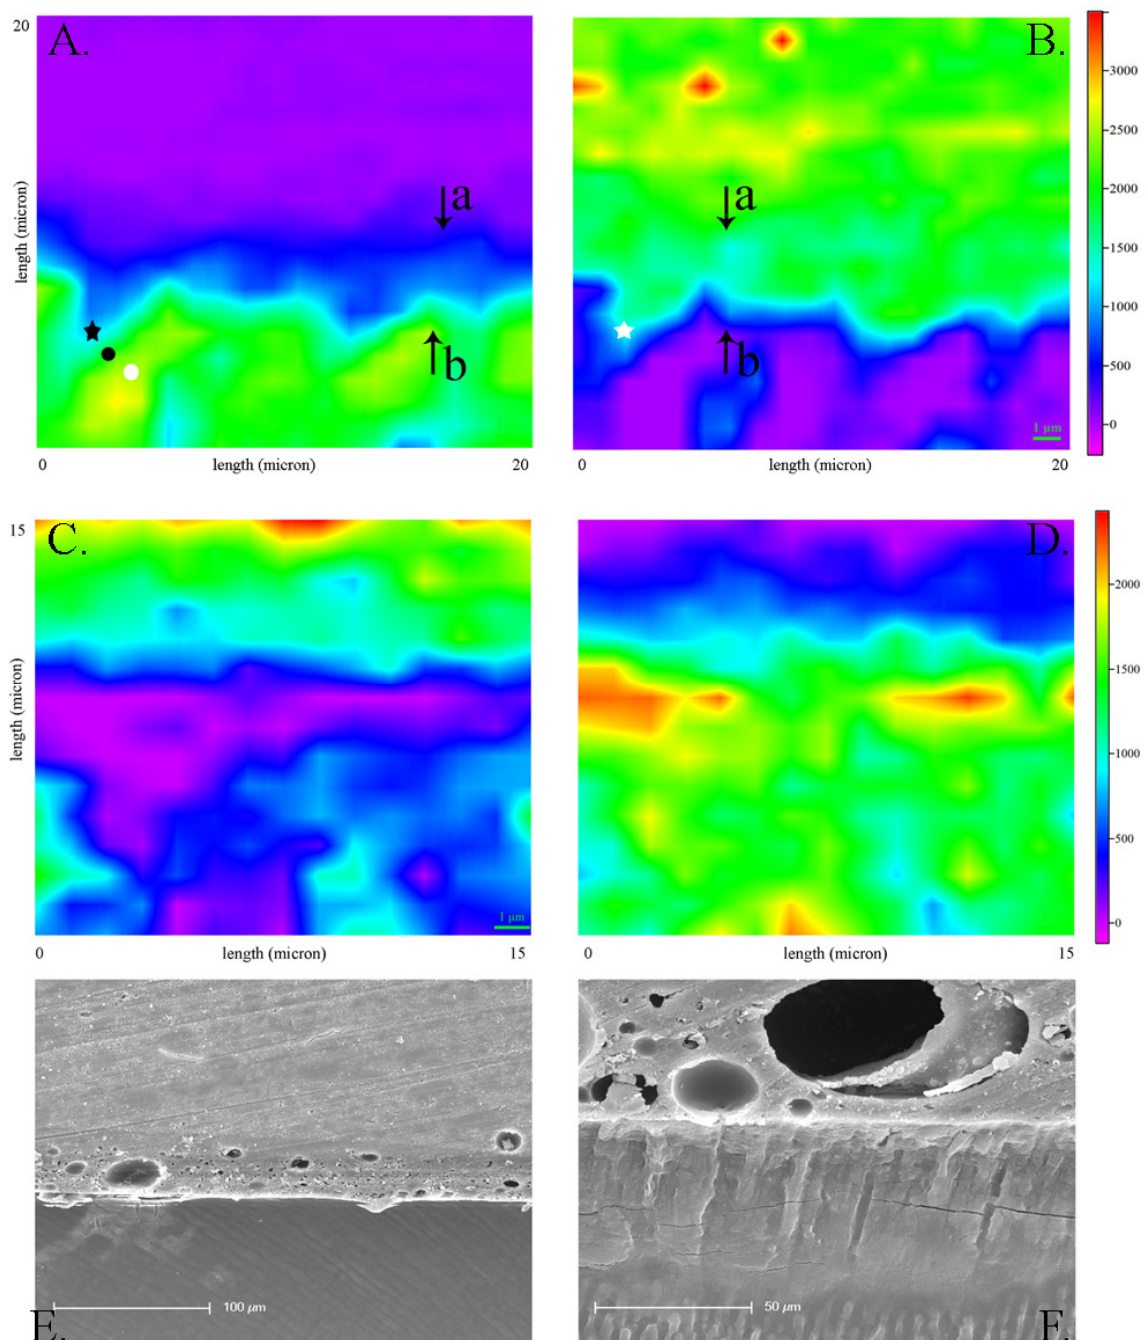 20
A.
B.
3000
2500
2000
1500
1000
500
0
length (micron)
a
a
b
b
1 µm
0
length (micron)
20
0
length (micron)
20
15
C.
D.
2000
1500
1000
500
0
length (micron)
1 µm
0
length (micron)
15
0
length (micron)
15
100 µm
50 µm
E.
F.